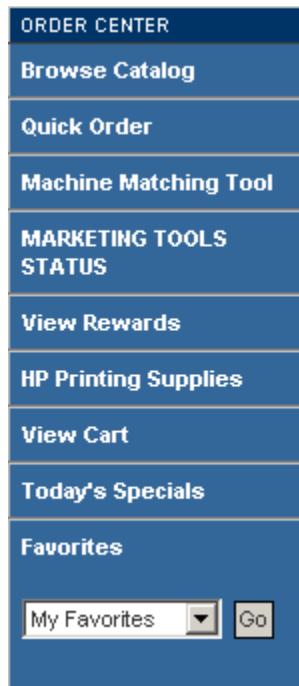 ORDER CENTER
Browse Catalog
Quick Order
Machine Matching Tool
MARKETING TOOLS
STATUS
View Rewards
HP Printing Supplies
View Cart
Today's Specials
Favorites
My Favorites Go